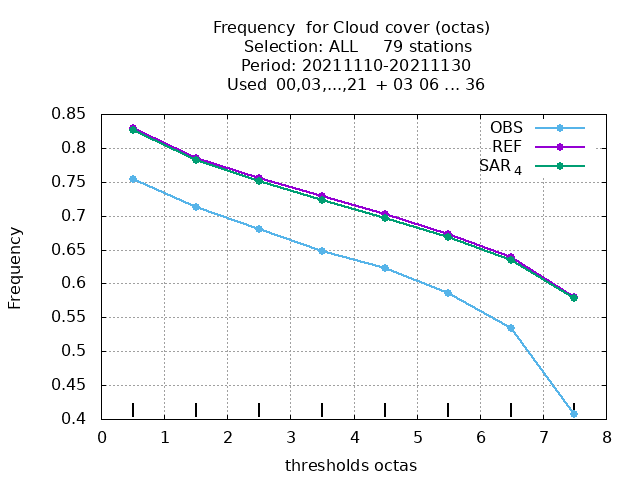 Frequency  for Cloud cover (octas)
Selection: ALL     79 stations
Period: 20211110-20211130
Used  00,03,...,21  + 03 06 ... 36
0.85
0.8
0.75
0.7
0.65
0.6
0.55
0.5
0.45
0.4
Frequency
OBS
REF
SAR 4
0 1 2 3 4 5 6 7 8
thresholds octas